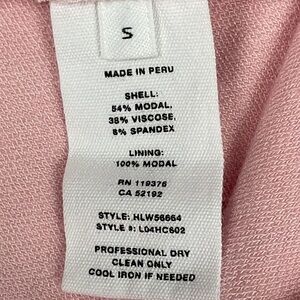 S
MADE IN PERU
SHELL:
54% MODAL,
38% VISCOSE,
8% SPANDEX
LINING:
100% MODAL
RN 119376
CA 52192
STYLE: HLW56664
STYLE #: L04HC602
PROFESSIONAL DRY
CLEAN ONLY
COOL IRON IF NEEDED